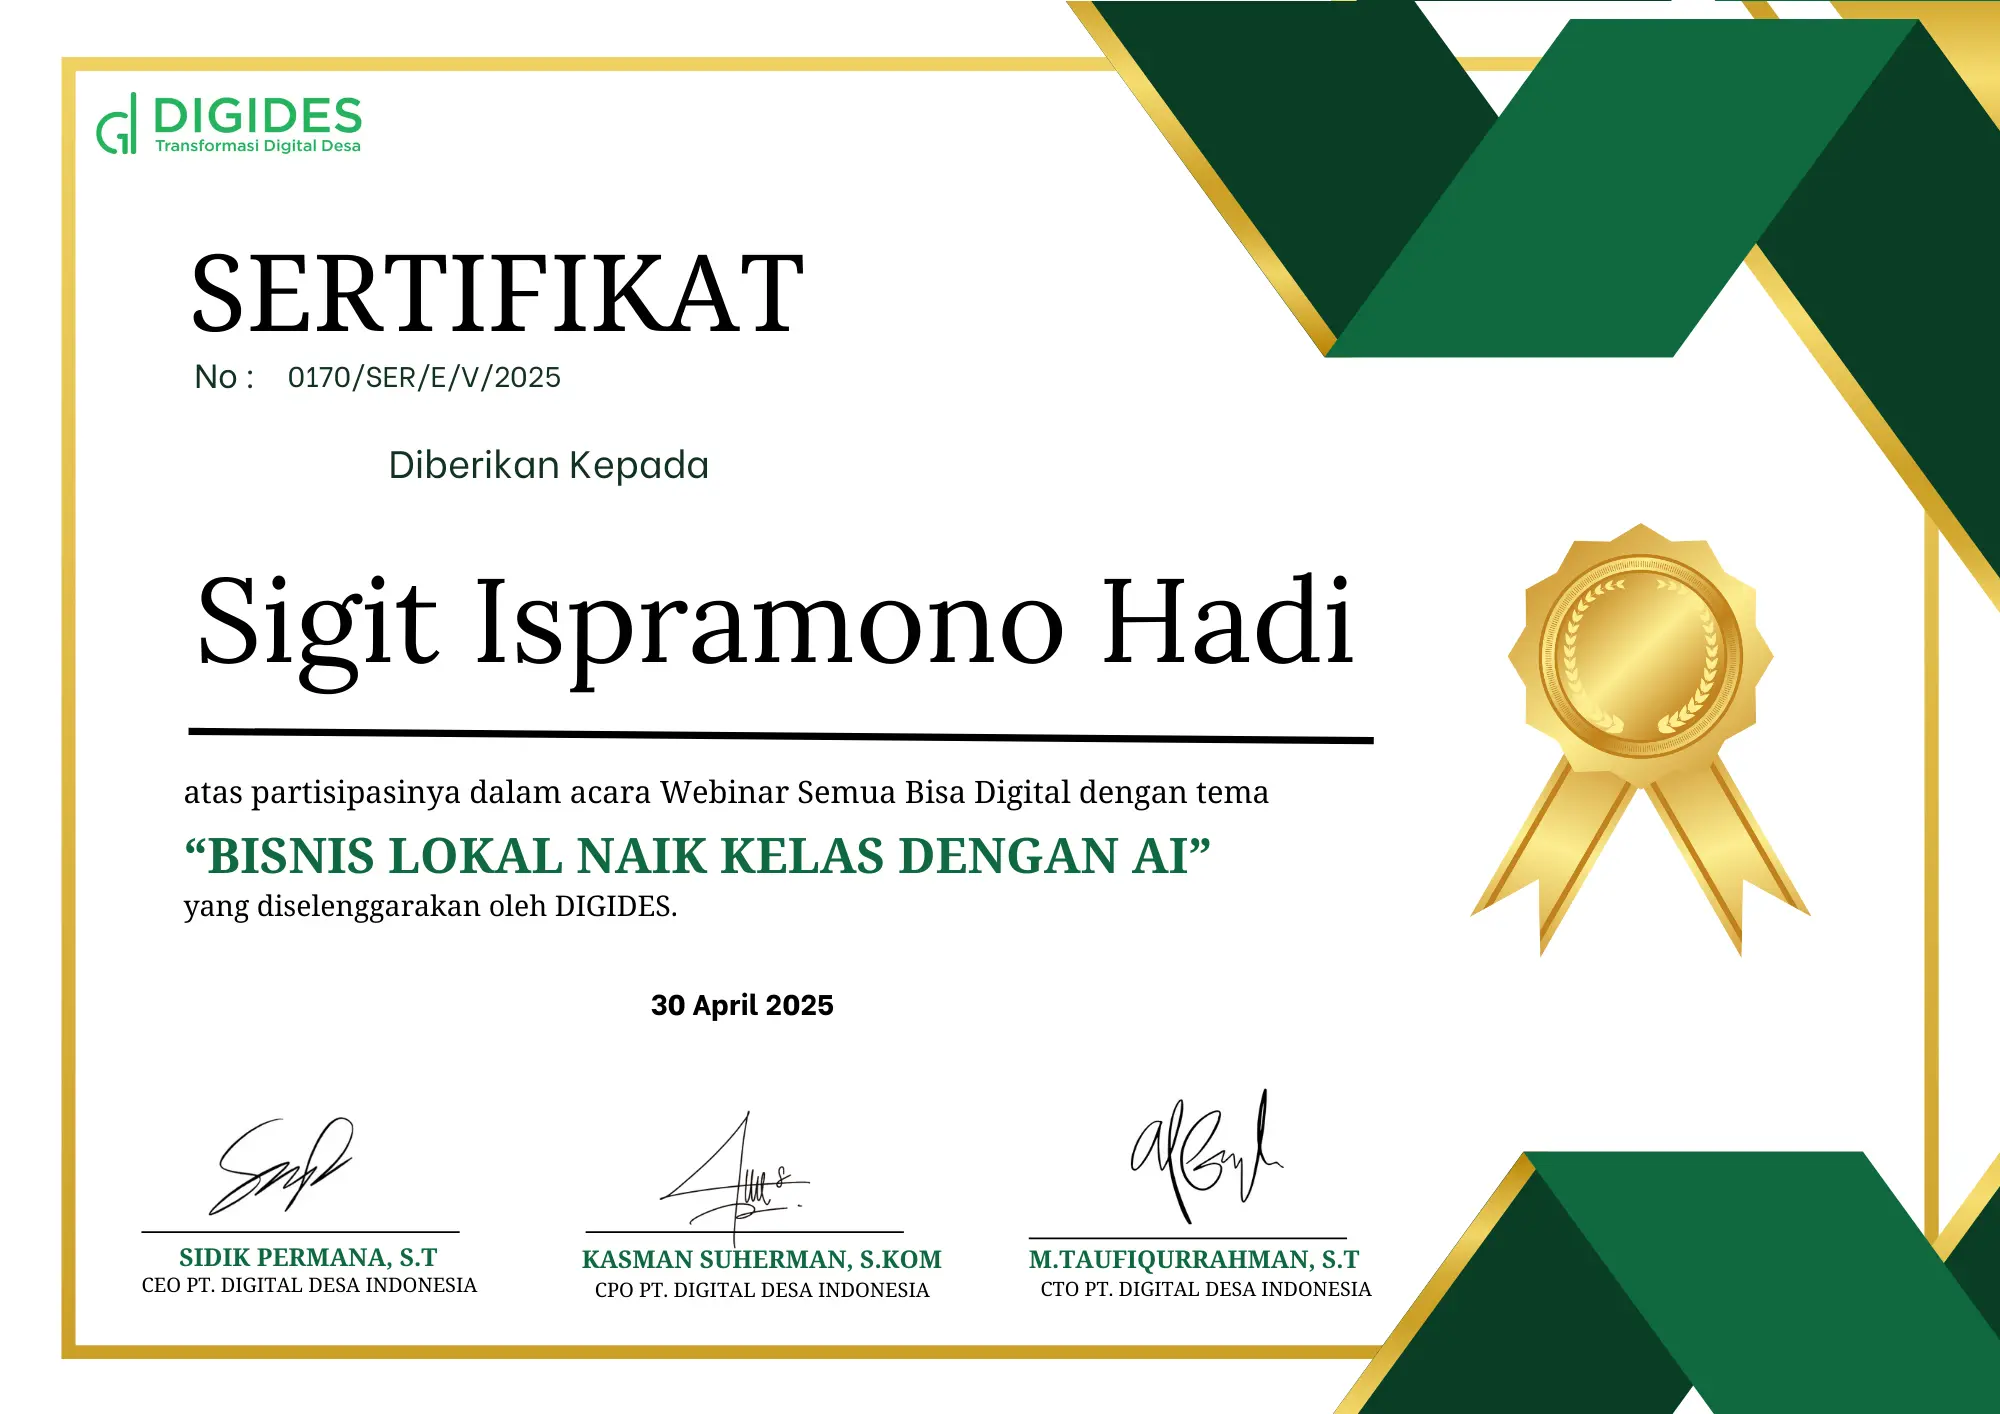 DIGIDES
Transformasi Digital Desa
SERTIFIKAT
No : 0170/SER/E/V/2025
Diberikan Kepada
Sigit Ispramono Hadi
atas partisipasinya dalam acara Webinar Semua Bisa Digital dengan tema
“BISNIS LOKAL NAIK KELAS DENGAN AI”
yang diselenggarakan oleh DIGIDES.
30 April 2025
SIDIK PERMANA, S.T
CEO PT. DIGITAL DESA INDONESIA
KASMAN SUHERMAN, S.KOM
CPO PT. DIGITAL DESA INDONESIA
M.TAUFIQURRAHMAN, S.T
CTO PT. DIGITAL DESA INDONESIA